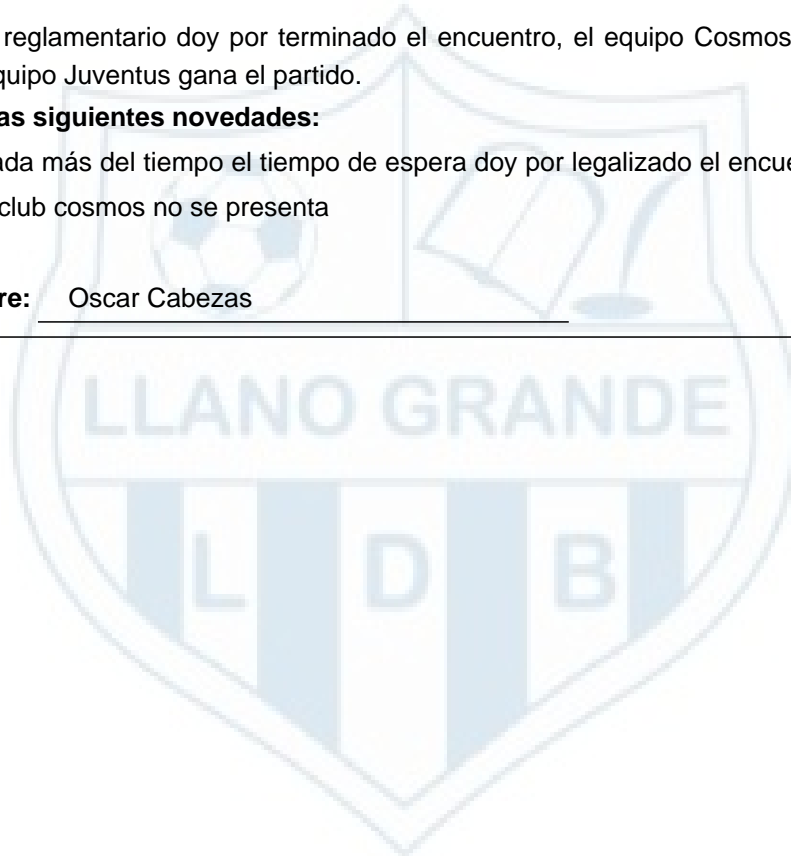 reglamentario doy por terminado el encuentro, el equipo Cosmos
quipo Juventus gana el partido.
as siguientes novedades:
ada más del tiempo el tiempo de espera doy por legalizado el encue
club cosmos no se presenta
re: Oscar Cabezas
LLANO GRANDE
L D B